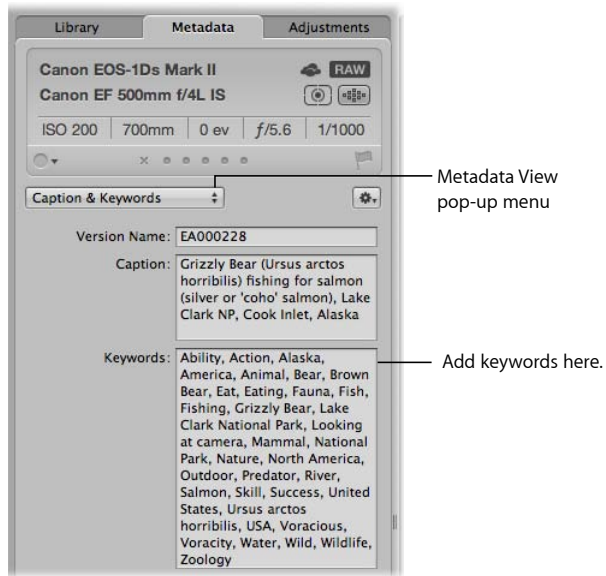 Library Metadata Adjustments
Canon EOS-1Ds Mark II RAW
Canon EF 500mm f/4L IS
ISO 200 700mm 0 ev ƒ/5.6 1/1000
Caption & Keywords
Metadata View
pop-up menu
Version Name: EA000228
Caption: Grizzly Bear (Ursus arctos
horribilis) fishing for salmon
(silver or 'coho' salmon), Lake
Clark NP, Cook Inlet, Alaska
Keywords: Ability, Action, Alaska,
America, Animal, Bear, Brown
Bear, Eat, Eating, Fauna, Fish,
Fishing, Grizzly Bear, Lake
Clark National Park, Looking
at camera, Mammal, National
Park, Nature, North America,
Outdoor, Predator, River,
Salmon, Skill, Success, United
States, Ursus arctos
horribilis, USA, Voracious,
Voracity, Water, Wild, Wildlife,
Zoology
Add keywords here.